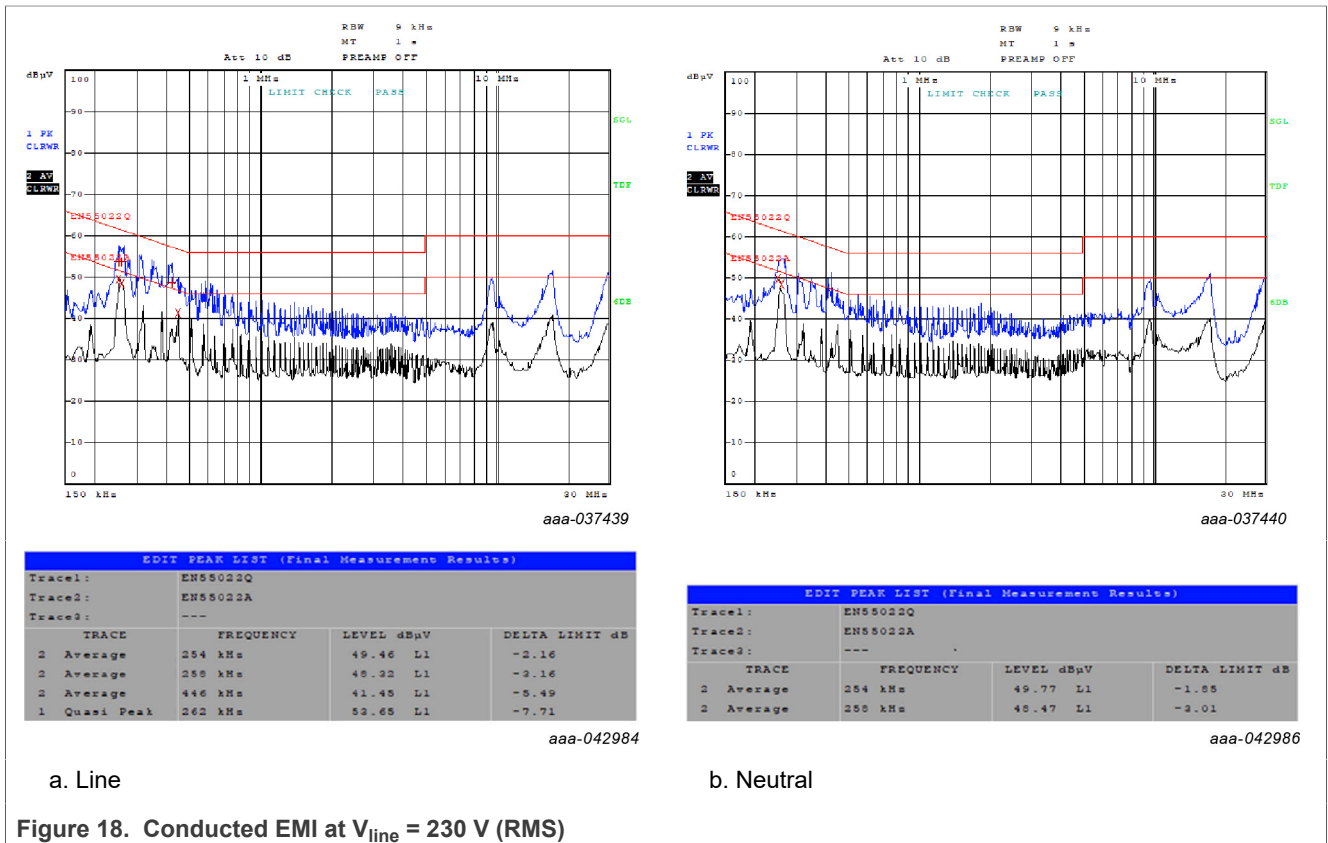 RBW 9 kHz
MT 1 s
Att 10 dB PREAMP OFF
dBµV 100 1 MHz 10 MHz
LIMIT CHECK PASS
90
SGL
1 PK
CLRWR
80
2 AV
CLRWR
TDF
70
EN55022Q
60
EN55022A
50
6DB
40
30
20
10
0
150 kHz 30 MHz
aaa-037439
EDIT PEAK LIST (Final Measurement Results)
Trace1: EN55022Q
Trace2: EN55022A
Trace3: ---
TRACE FREQUENCY LEVEL dBµV DELTA LIMIT dB
2 Average 254 kHz 49.46 L1 -2.16
2 Average 258 kHz 48.32 L1 -3.16
2 Average 446 kHz 41.45 L1 -5.49
1 Quasi Peak 262 kHz 53.65 L1 -7.71
aaa-042984
a. Line
RBW 9 kHz
MT 1 s
Att 10 dB PREAMP OFF
dBµV 100 1 MHz 10 MHz
LIMIT CHECK PASS
90
SGL
1 PK
CLRWR
80
2 AV
CLRWR
TDF
70
EN55022Q
60
EN55022A
50
6DB
40
30
20
10
0
150 kHz 30 MHz
aaa-037440
EDIT PEAK LIST (Final Measurement Results)
Trace1: EN55022Q
Trace2: EN55022A
Trace3: ---
TRACE FREQUENCY LEVEL dBµV DELTA LIMIT dB
2 Average 254 kHz 49.77 L1 -1.85
2 Average 258 kHz 48.47 L1 -3.01
aaa-042986
b. Neutral
Figure 18. Conducted EMI at Vline = 230 V (RMS)